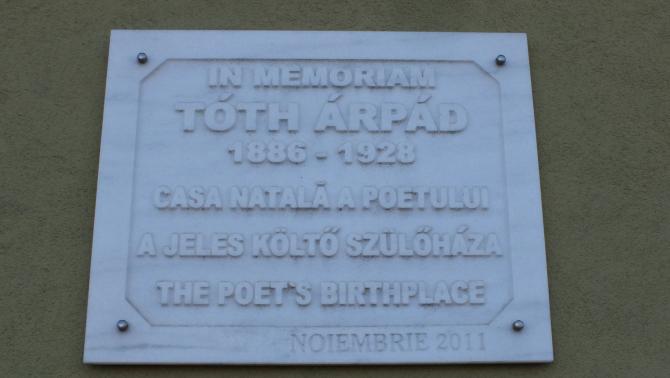 IN MEMORIAM
TÓTH ÁRPÁD
1886 - 1928
CASA NATALĂ A POETULUI
A JELES KÖLTŐ SZÜLŐHÁZA
THE POET'S BIRTHPLACE
NOIEMBRIE 2011